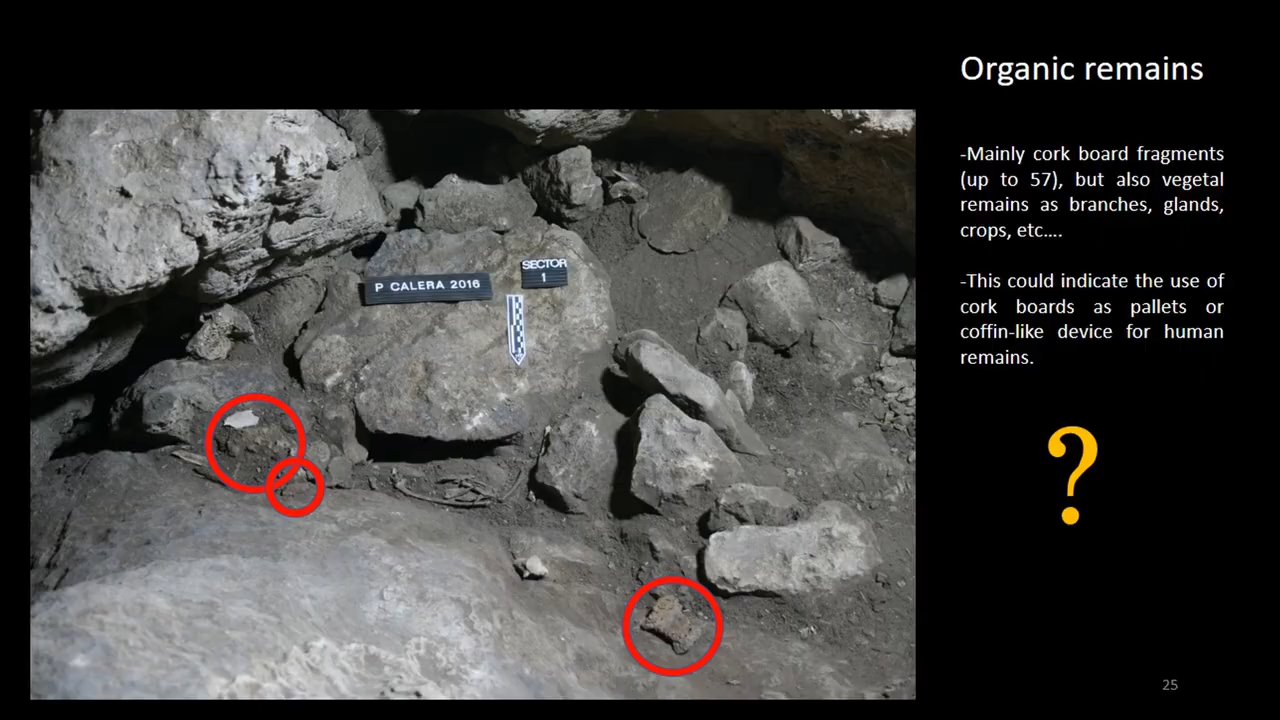 Organic remains
-Mainly cork board fragments
(up to 57), but also vegetal
remains as branches, glands,
crops, etc....
-This could indicate the use of
cork boards as pallets or
coffin-like device for human
remains.
?
P CALERA 2016
SECTOR
1
25